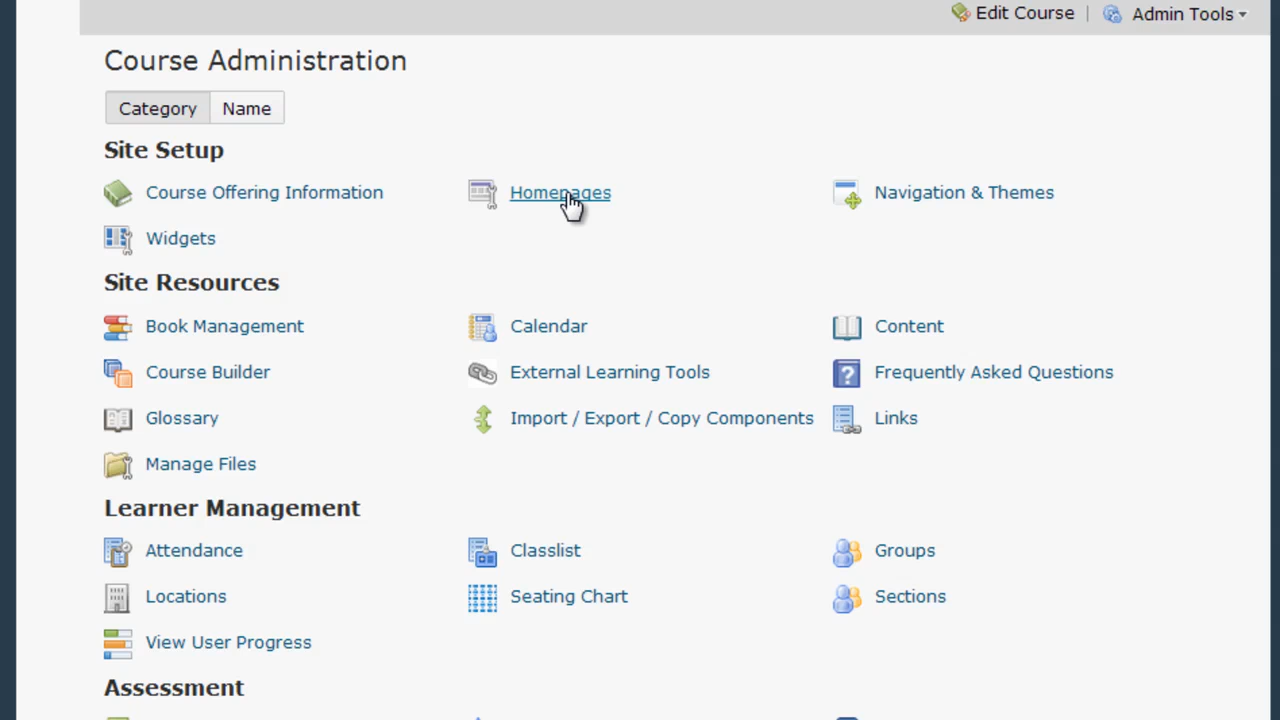 Edit Course | Admin Tools
Course Administration
Category Name
Site Setup
Course Offering Information Homepages Navigation & Themes
Widgets
Site Resources
Book Management Calendar Content
Course Builder External Learning Tools Frequently Asked Questions
Glossary Import / Export / Copy Components Links
Manage Files
Learner Management
Attendance Classlist Groups
Locations Seating Chart Sections
View User Progress
Assessment